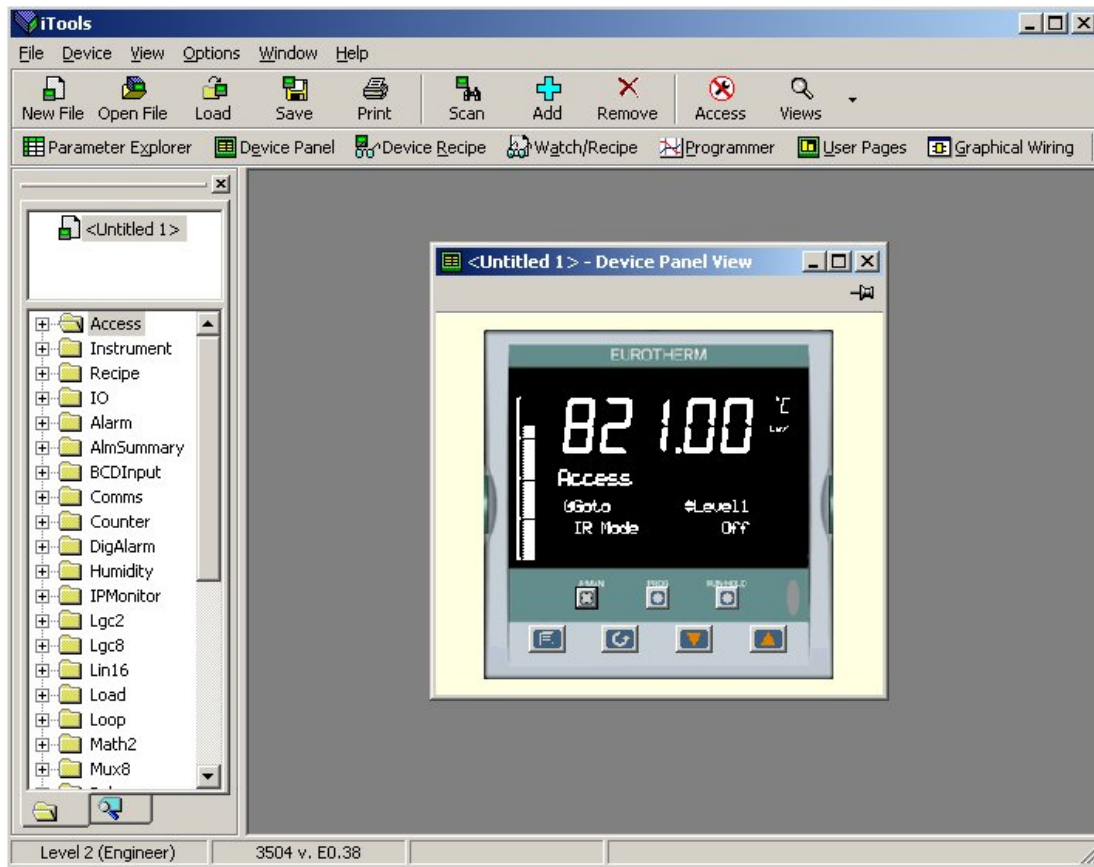 iTools
File Device View Options Window Help
New File Open File Load Save Print Scan Add Remove Access Views
Parameter Explorer Device Panel Device Recipe Watch/Recipe Programmer User Pages Graphical Wiring
<Untitled 1>
Access
Instrument
Recipe
IO
Alarm
AlmSummary
BCDInput
Comms
Counter
DigAlarm
Humidity
IPMonitor
Lgc2
Lgc8
Lin16
Load
Loop
Math2
Mux8
<Untitled 1> - Device Panel View
EUROTHERM
821.00 °C
Access
Goto Level1
IR Mode Off
PROG
Level 2 (Engineer) 3504 v. E0.38